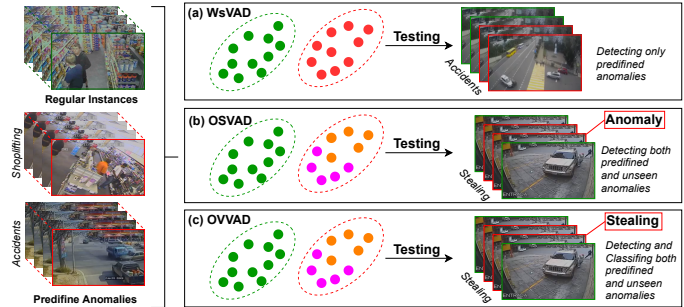 Regular Instances
Shoplifting
Accidents
Predifine Anomalies
(a) WsVAD
Testing
Accidents
Detecting only
predifined
anomalies
(b) OSVAD
Testing
Stealing
Anomaly
Detecting both
predifined
and unseen
anomalies
(c) OVVAD
Testing
Stealing
Stealing
Detecting and
Classifing both
predifined
and unseen
anomalies